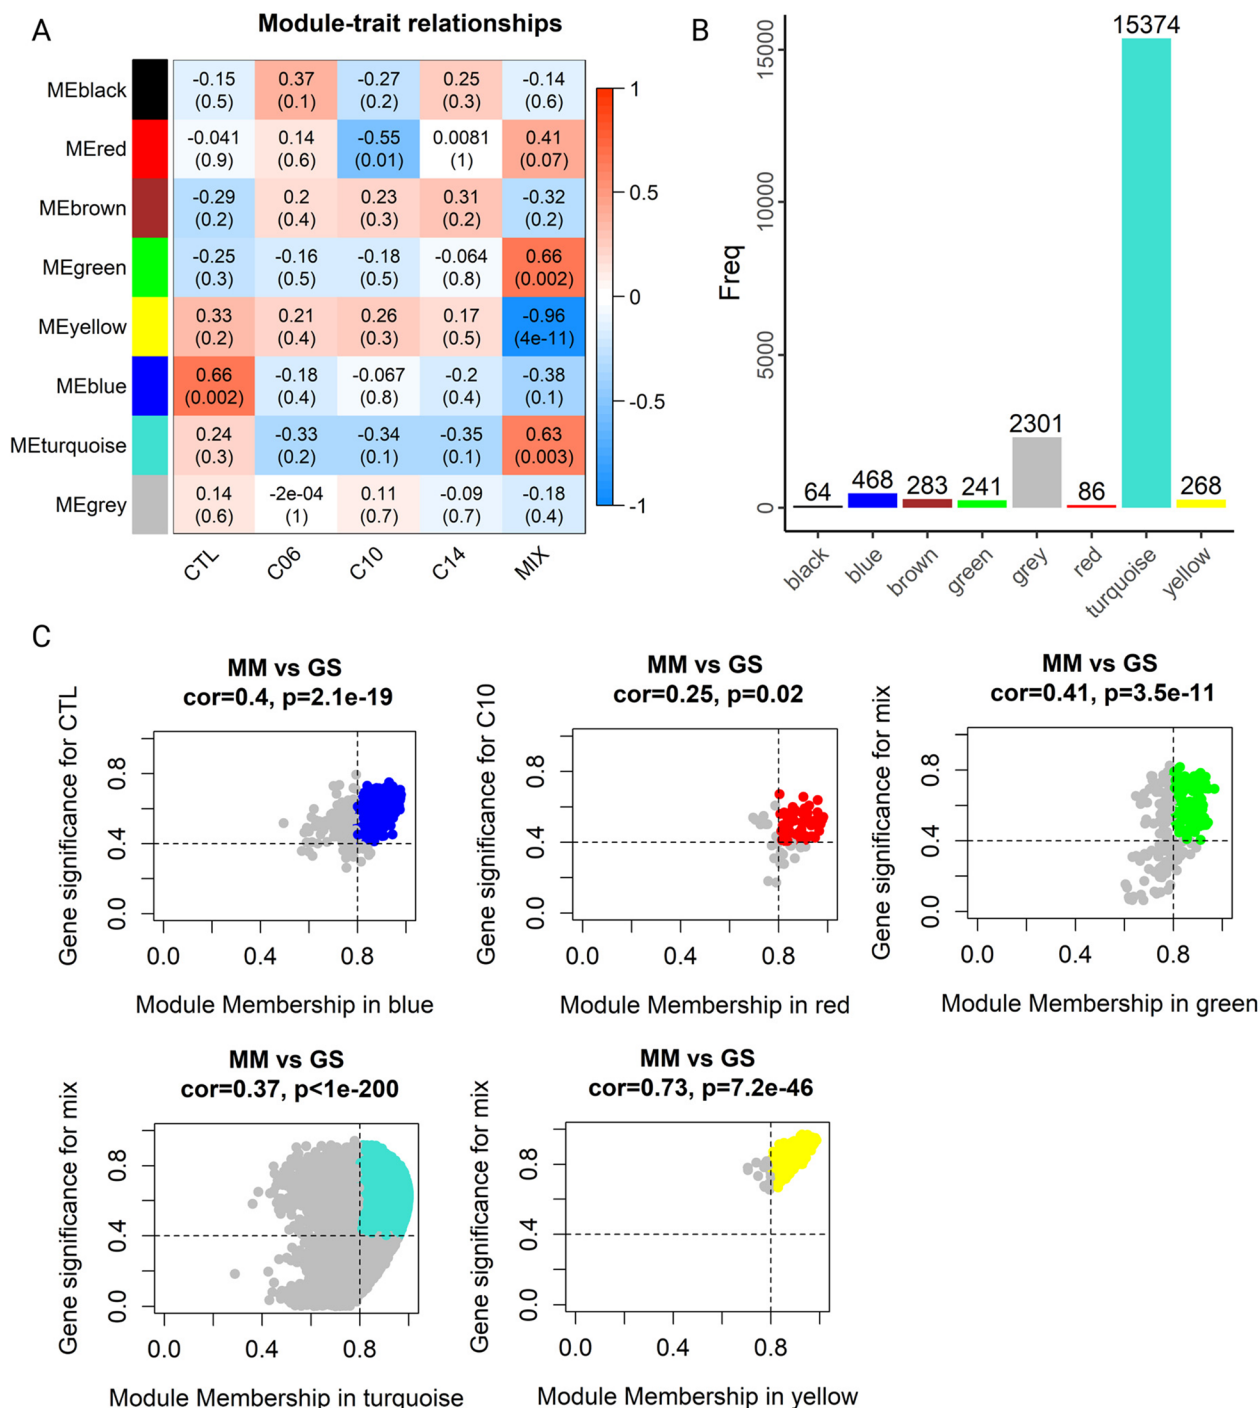 A
Module-trait relationships
MEblack
-0.15 0.37 -0.27 0.25 -0.14
(0.5) (0.1) (0.2) (0.3) (0.6)
MEred
-0.041 0.14 -0.55 0.0081 0.41
(0.9) (0.6) (0.01) (1) (0.07)
MEbrown
-0.29 0.2 0.23 0.31 -0.32
(0.2) (0.4) (0.3) (0.2) (0.2)
MEgreen
-0.25 -0.16 -0.18 -0.064 0.66
(0.3) (0.5) (0.5) (0.8) (0.002)
MEyellow
0.33 0.21 0.26 0.17 -0.96
(0.2) (0.4) (0.3) (0.5) (4e-11)
MEblue
0.66 -0.18 -0.067 -0.2 -0.38
(0.002) (0.4) (0.8) (0.4) (0.1)
MEturquoise
0.24 -0.33 -0.34 -0.35 0.63
(0.3) (0.2) (0.1) (0.1) (0.003)
MEgrey
0.14 -2e-04 0.11 -0.09 -0.18
(0.6) (1) (0.7) (0.7) (0.4)
CTL C06 C10 C14 MIX
1
0.5
0
-0.5
-1
B
Freq
15000
10000
5000
0
64 468 283 241 2301 86 15374 268
black blue brown green grey red turquoise yellow
C
MM vs GS
cor=0.4, p=2.1e-19
Gene significance for CTL
0.8
0.4
0.0
0.0 0.4 0.8
Module Membership in blue
MM vs GS
cor=0.25, p=0.02
Gene significance for C10
0.8
0.4
0.0
0.0 0.4 0.8
Module Membership in red
MM vs GS
cor=0.41, p=3.5e-11
Gene significance for mix
0.8
0.4
0.0
0.0 0.4 0.8
Module Membership in green
MM vs GS
cor=0.37, p<1e-200
Gene significance for mix
0.8
0.4
0.0
0.0 0.4 0.8
Module Membership in turquoise
MM vs GS
cor=0.73, p=7.2e-46
Gene significance for mix
0.8
0.4
0.0
0.0 0.4 0.8
Module Membership in yellow